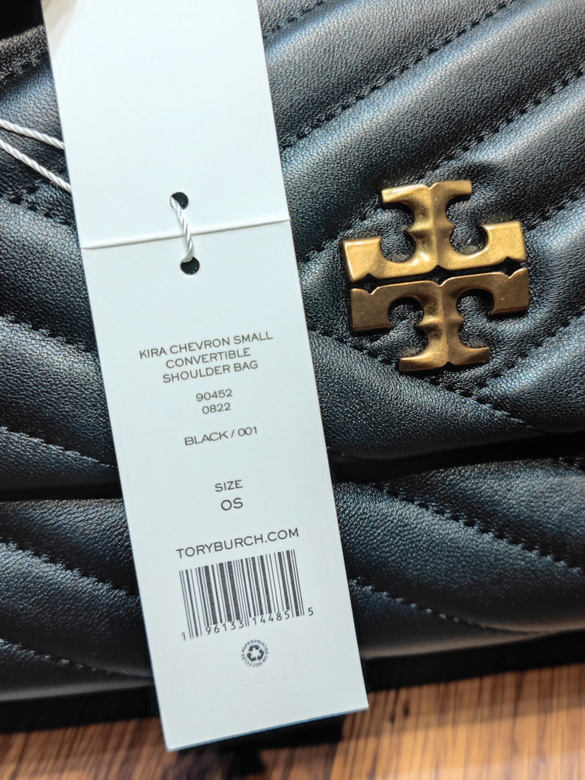 KIRA CHEVRON SMALL
CONVERTIBLE
SHOULDER BAG
90452
0822
BLACK / 001
SIZE
OS
TORYBURCH.COM
1 96133 14485 5